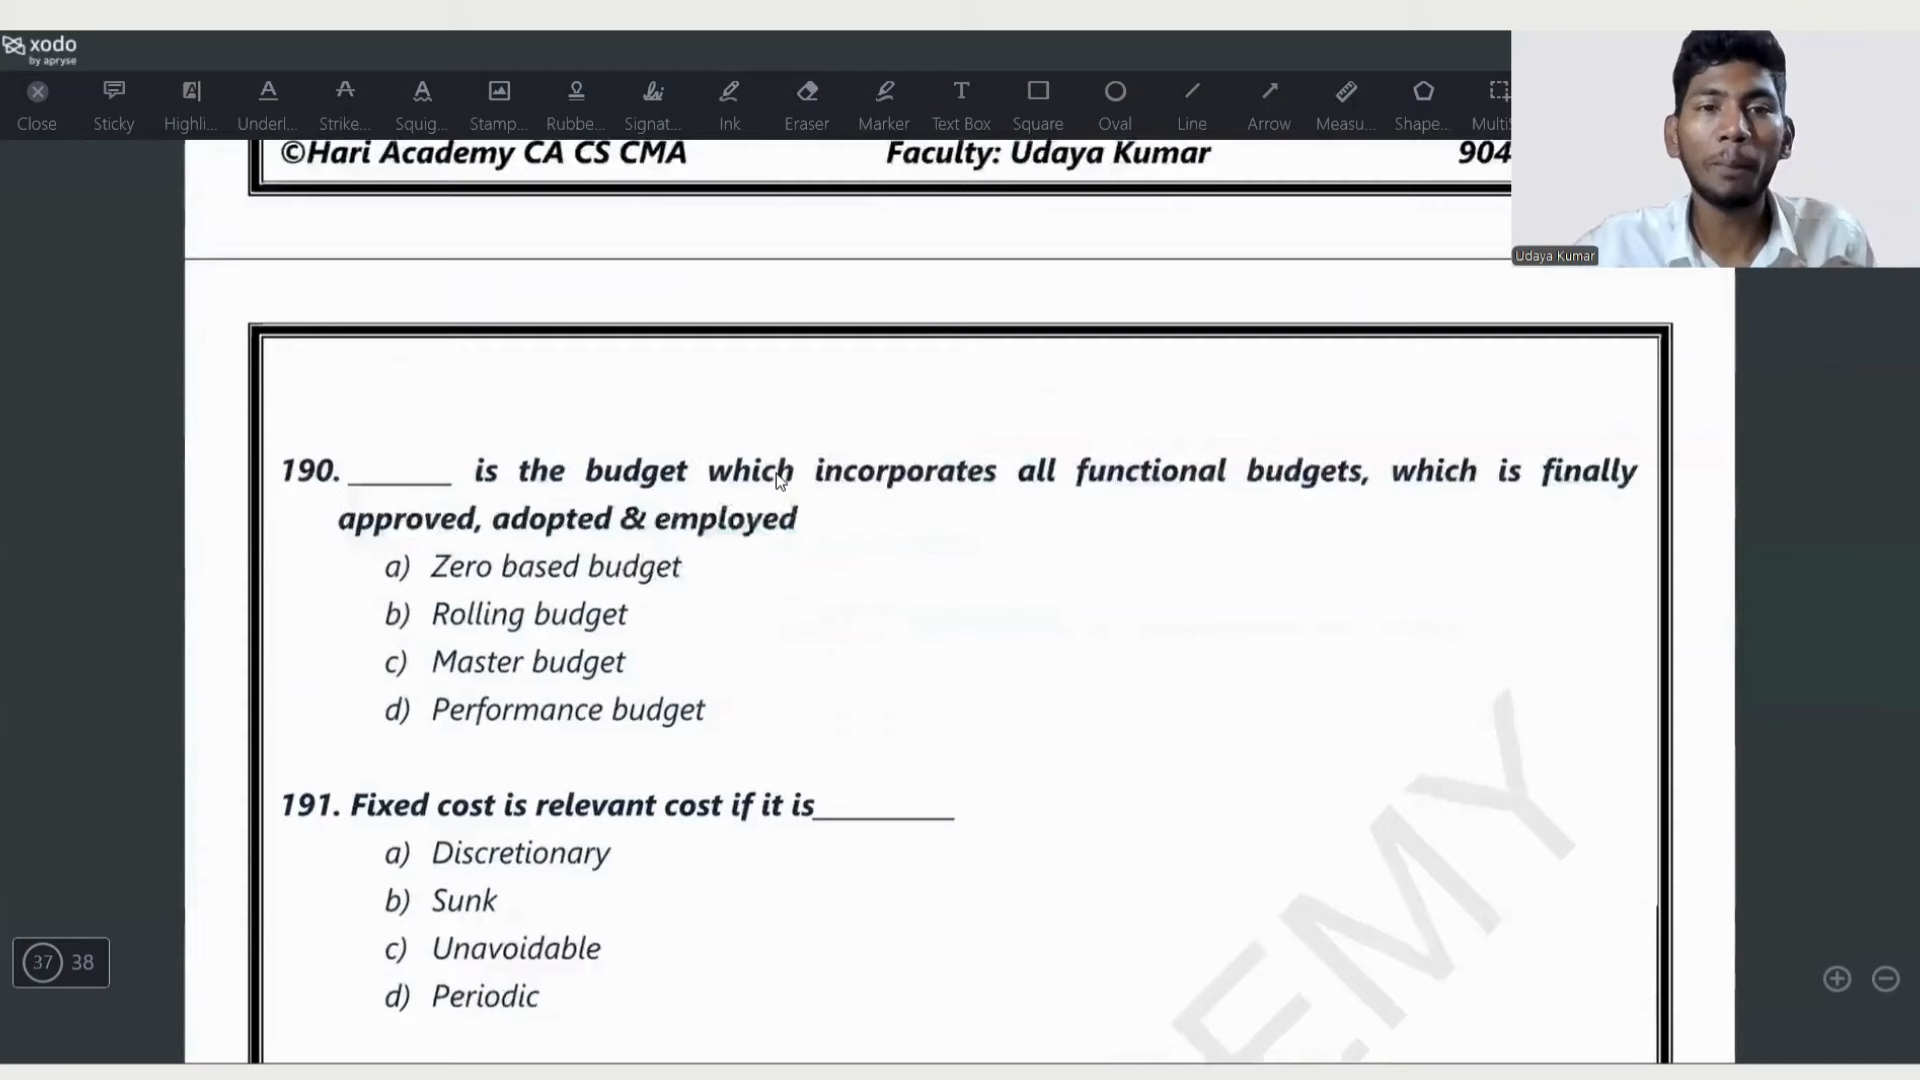 xodo
by apryse
Close Sticky Highli... Underl... Strike... Squig... Stamp... Rubbe... Signat... Ink Eraser Marker Text Box Square Oval Line Arrow Measu... Shape... Multi
©Hari Academy CA CS CMA Faculty: Udaya Kumar 904
Udaya Kumar
190. ______ is the budget which incorporates all functional budgets, which is finally
approved, adopted & employed
a) Zero based budget
b) Rolling budget
c) Master budget
d) Performance budget
191. Fixed cost is relevant cost if it is_________
a) Discretionary
b) Sunk
c) Unavoidable
d) Periodic
37 38
EMY